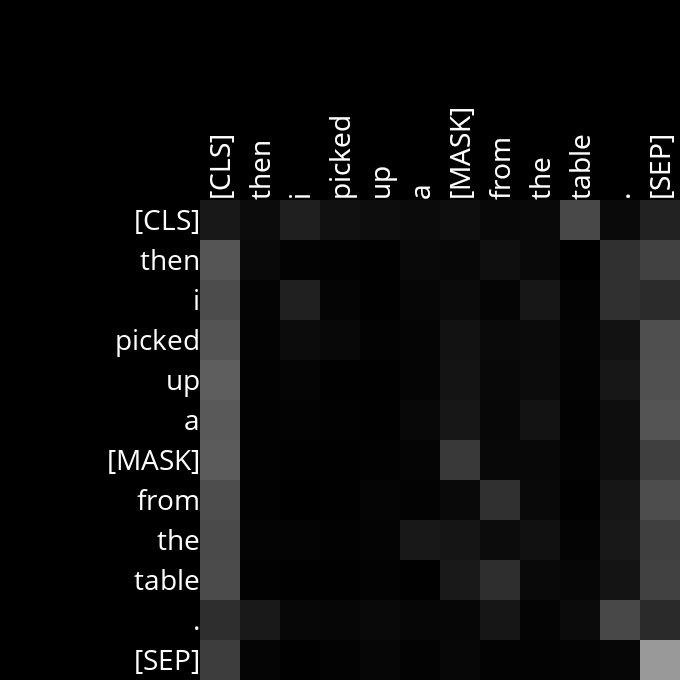 [CLS] then i picked up a [MASK] from the table . [SEP]
[CLS]
then
i
picked
up
a
[MASK]
from
the
table
.
[SEP]